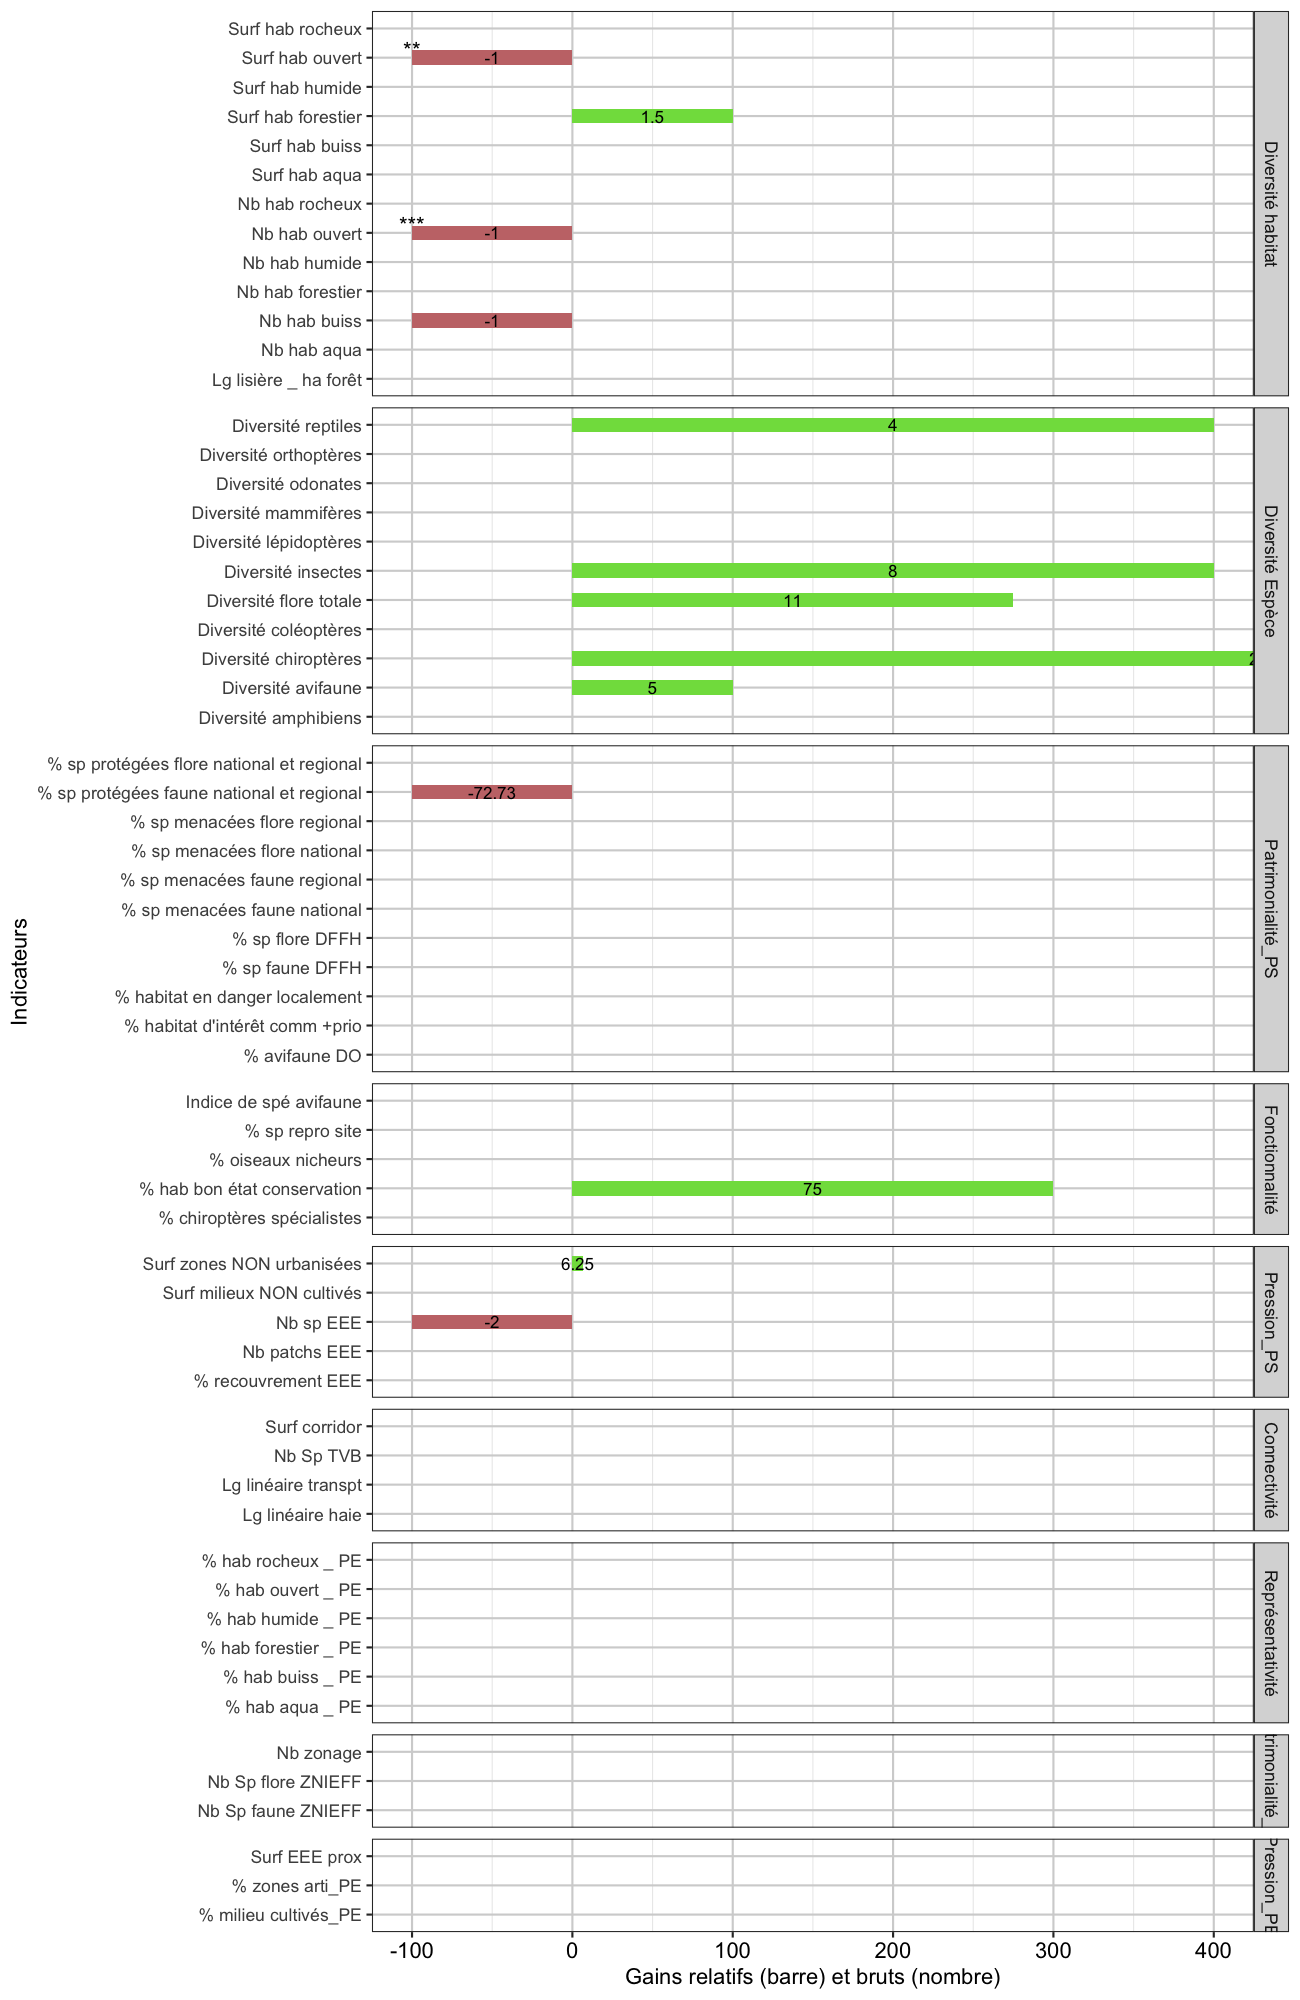 Surf hab rocheux
**
Surf hab ouvert -1
Surf hab humide
Surf hab forestier 1.5
Surf hab buiss
Surf hab aqua
Nb hab rocheux
***
Nb hab ouvert -1
Nb hab humide
Nb hab forestier
Nb hab buiss -1
Nb hab aqua
Lg lisière _ ha forêt
Diversité habitat
Diversité reptiles 4
Diversité orthoptères
Diversité odonates
Diversité mammifères
Diversité lépidoptères
Diversité insectes 8
Diversité flore totale 11
Diversité coléoptères
Diversité chiroptères
Diversité avifaune 5
Diversité amphibiens
Diversité Espèce
% sp protégées flore national et regional
% sp protégées faune national et regional -72.73
% sp menacées flore regional
% sp menacées flore national
% sp menacées faune regional
% sp menacées faune national
% sp flore DFFH
% sp faune DFFH
% habitat en danger localement
% habitat d'intérêt comm +prio
% avifaune DO
Patrimonialité_PS
Indice de spé avifaune
% sp repro site
% oiseaux nicheurs
% hab bon état conservation 75
% chiroptères spécialistes
Fonctionnalité
Surf zones NON urbanisées 6.25
Surf milieux NON cultivés
Nb sp EEE -2
Nb patchs EEE
% recouvrement EEE
Pression_PS
Surf corridor
Nb Sp TVB
Lg linéaire transpt
Lg linéaire haie
Connectivité
% hab rocheux _ PE
% hab ouvert _ PE
% hab humide _ PE
% hab forestier _ PE
% hab buiss _ PE
% hab aqua _ PE
Représentativité
Nb zonage
Nb Sp flore ZNIEFF
Nb Sp faune ZNIEFF
trimonialité_
Surf EEE prox
% zones arti_PE
% milieu cultivés_PE
Pression_PE
-100 0 100 200 300 400
Gains relatifs (barre) et bruts (nombre)
Indicateurs